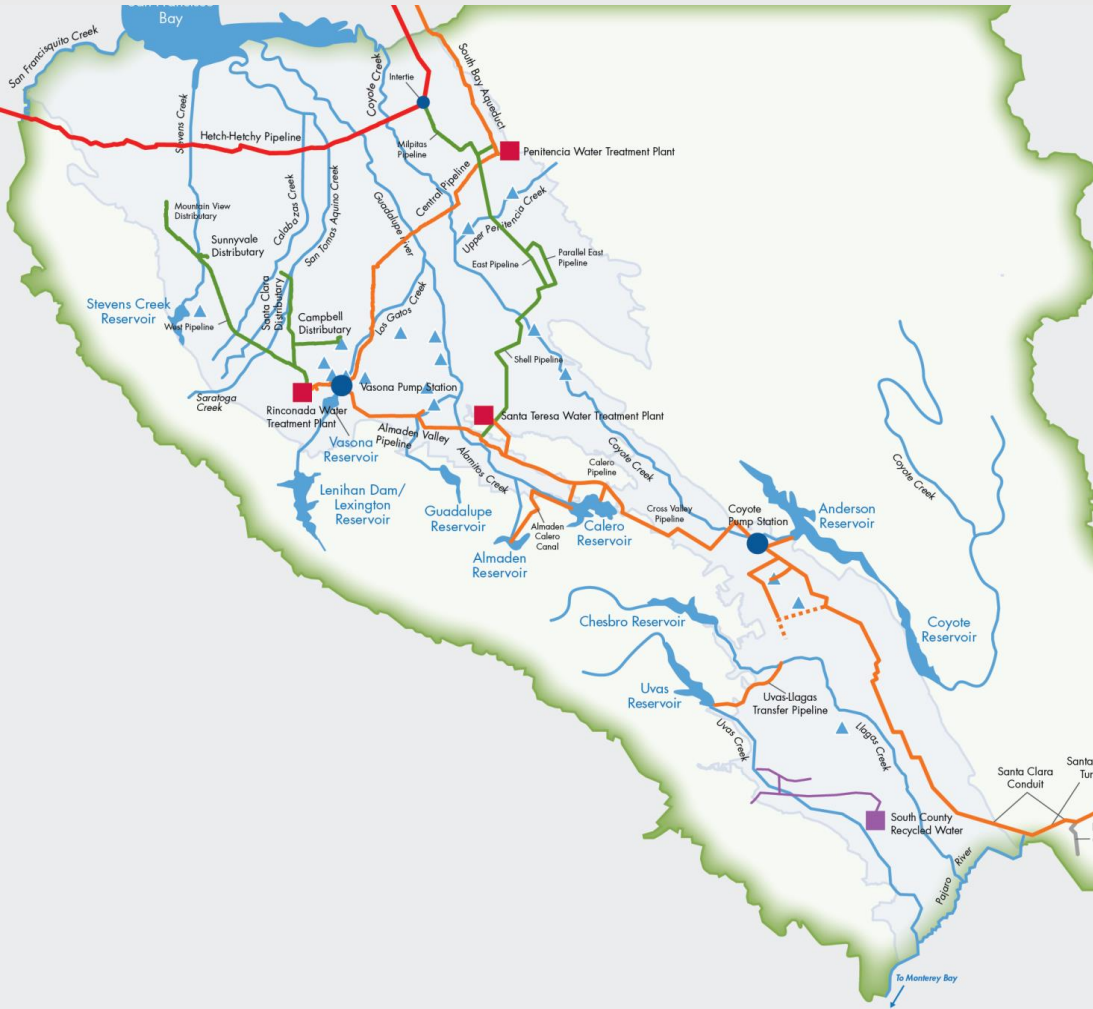 Bay
San Francisquito Creek
Stevens Creek
Coyote Creek
South Bay Aqueduct
Intertie
Hetch-Hetchy Pipeline
Milpitas
Pipeline
Penitencia Water Treatment Plant
Central Pipeline
Calabazas Creek
San Tomas Aquino Creek
Guadalupe River
Upper Penitencia Creek
Mountain View
Distributary
Sunnyvale
Distributary
East Pipeline
Parallel East
Pipeline
Santa Clara
Distributary
Stevens Creek
Reservoir
West Pipeline
Campbell
Distributary
Los Gatos Creek
Shell Pipeline
Saratoga
Creek
Vasona Pump Station
Rinconada Water
Treatment Plant
Santa Teresa Water Treatment Plant
Vasona
Reservoir
Almaden Valley
Pipeline
Alamitos Creek
Coyote Creek
Calero
Pipeline
Coyote Creek
Lenihan Dam/
Lexington
Reservoir
Guadalupe
Reservoir
Almaden
Calero
Canal
Calero
Reservoir
Cross Valley
Pipeline
Coyote
Pump Station
Anderson
Reservoir
Almaden
Reservoir
Chesbro Reservoir
Coyote
Reservoir
Uvas
Reservoir
Uvas-Llagas
Transfer Pipeline
Uvas Creek
Llagas Creek
Santa Clara
Conduit
Santa
Tu
South County
Recycled Water
Pajaro River
To Monterey Bay